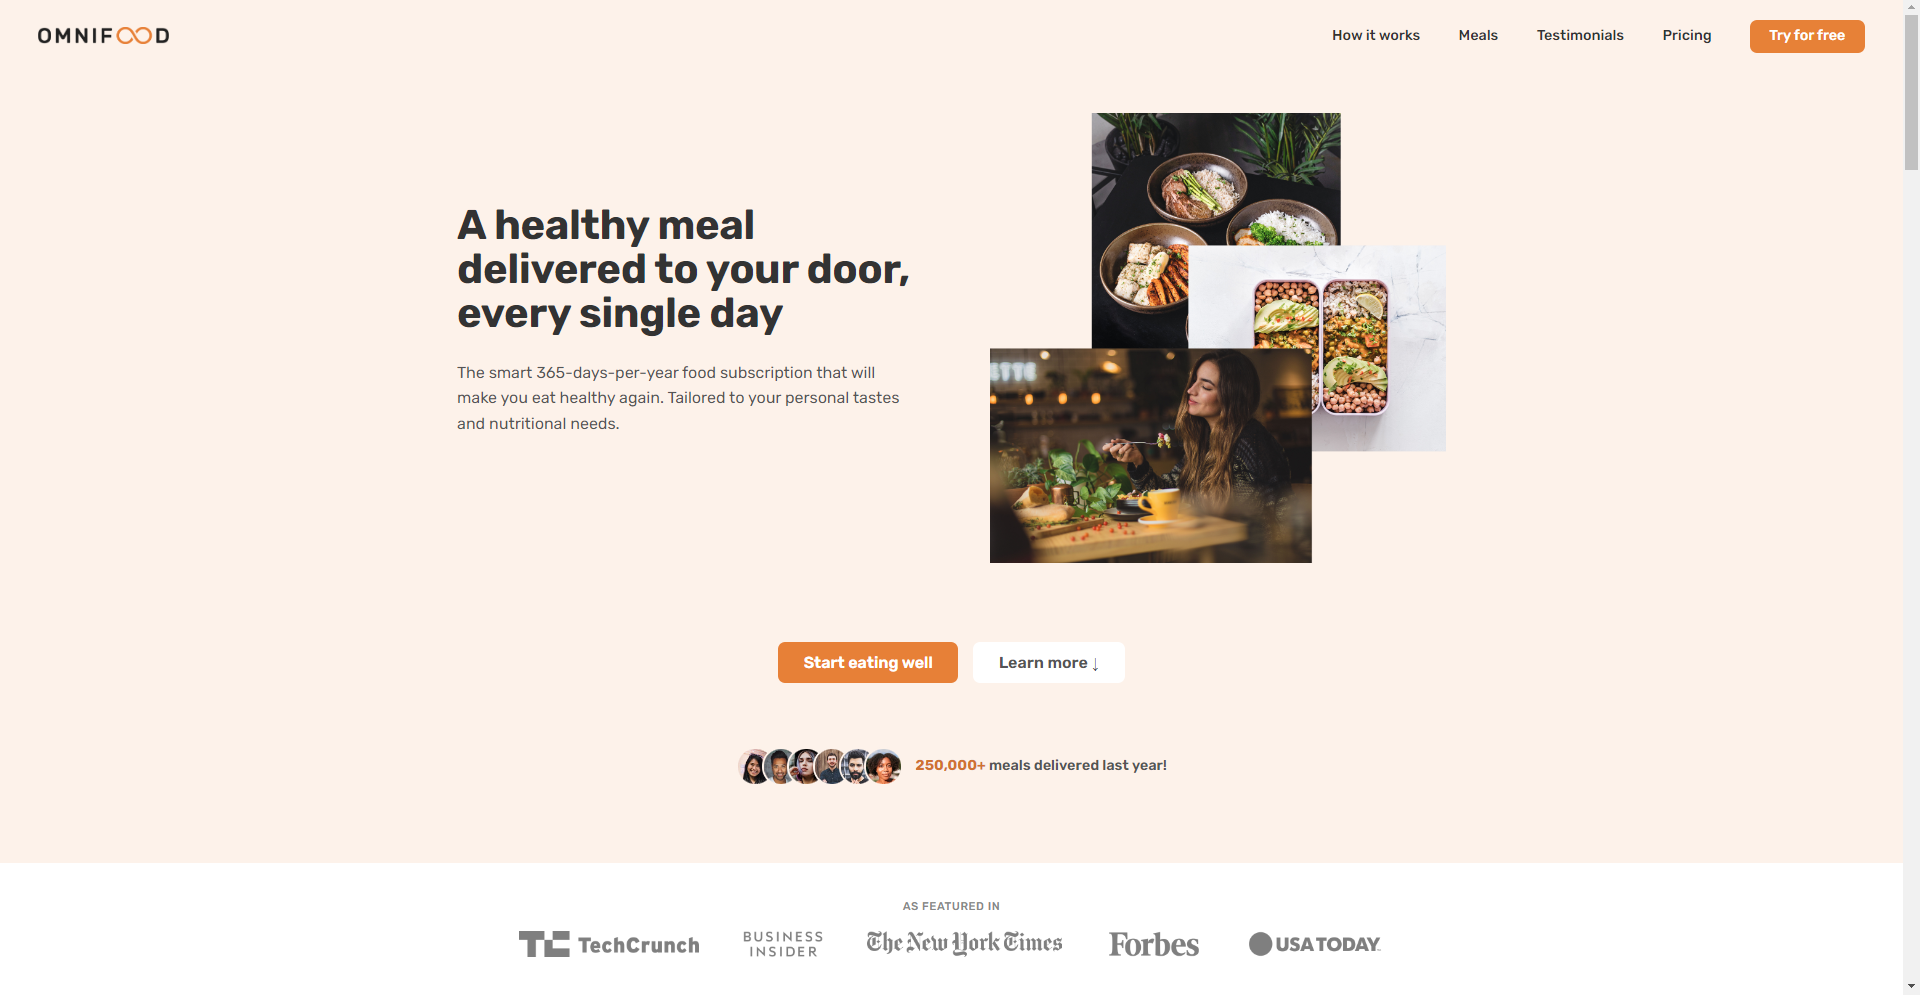 OMNIFOOD
How it works
Meals
Testimonials
Pricing
Try for free
A healthy meal
delivered to your door,
every single day
The smart 365-days-per-year food subscription that will
make you eat healthy again. Tailored to your personal tastes
and nutritional needs.
Start eating well
Learn more ↓
250,000+ meals delivered last year!
AS FEATURED IN
TC TechCrunch
BUSINESS
INSIDER
The New York Times
Forbes
USA TODAY